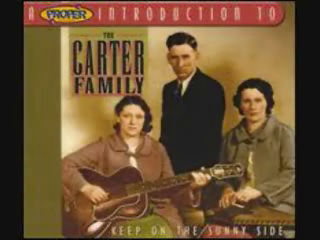 A PROPER INTRODUCTION TO
THE
CARTER
FAMILY
KEEP ON THE SUNNY SIDE